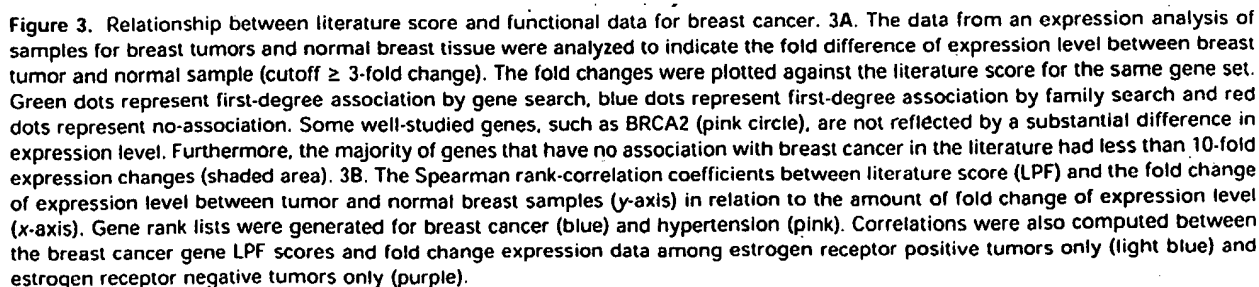 Figure 3. Relationship between literature score and functional data for breast cancer. 3A. The data from an expression analysis of
samples for breast tumors and normal breast tissue were analyzed to indicate the fold difference of expression level between breast
tumor and normal sample (cutoff ≥ 3-fold change). The fold changes were plotted against the literature score for the same gene set.
Green dots represent first-degree association by gene search, blue dots represent first-degree association by family search and red
dots represent no-association. Some well-studied genes, such as BRCA2 (pink circle), are not reflected by a substantial difference in
expression level. Furthermore, the majority of genes that have no association with breast cancer in the literature had less than 10-fold
expression changes (shaded area). 3B. The Spearman rank-correlation coefficients between literature score (LPF) and the fold change
of expression level between tumor and normal breast samples (y-axis) in relation to the amount of fold change of expression level
(x-axis). Gene rank lists were generated for breast cancer (blue) and hypertension (pink). Correlations were also computed between
the breast cancer gene LPF scores and fold change expression data among estrogen receptor positive tumors only (light blue) and
estrogen receptor negative tumors only (purple).